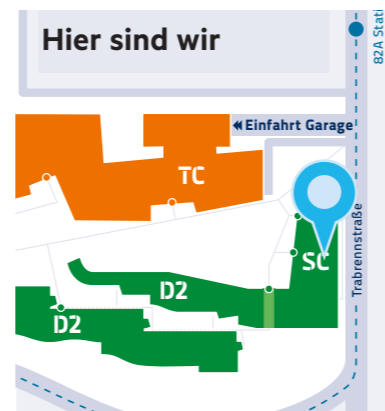 Hier sind wir
82A Stati
Einfahrt Garage
TC
Trabrennstraße
SC
D2
D2